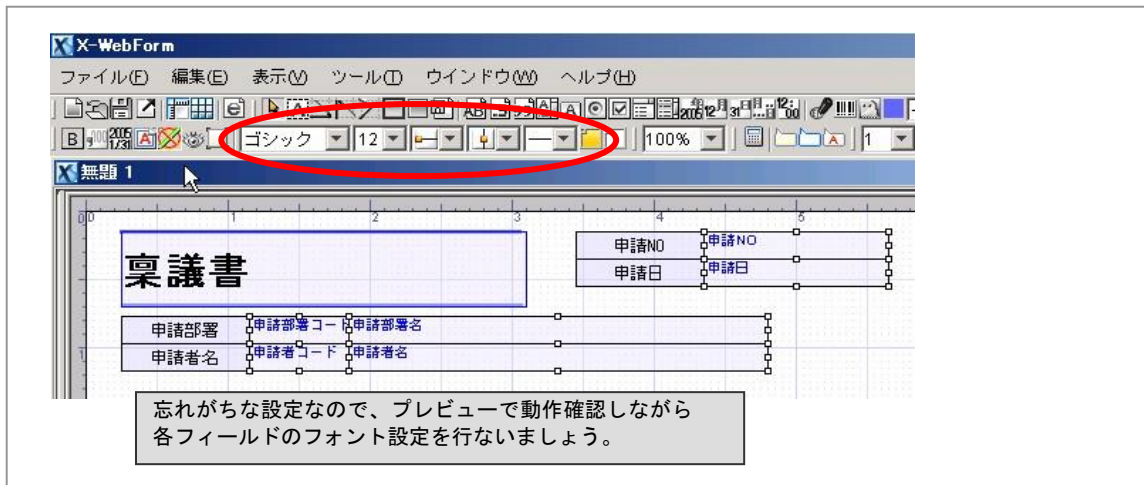 X-WebForm
ファイル(F) 編集(E) 表示(V) ツール(T) ウインドウ(W) ヘルプ(H)
ゴシック 12 100% 1
無題 1
0 1 2 3 4 5
稟議書
申請NO 申請NO
申請日 申請日
申請部署 申請部署コード 申請部署名
申請者名 申請者コード 申請者名
忘れがちな設定なので、プレビューで動作確認しながら
各フィールドのフォント設定を行ないましょう。